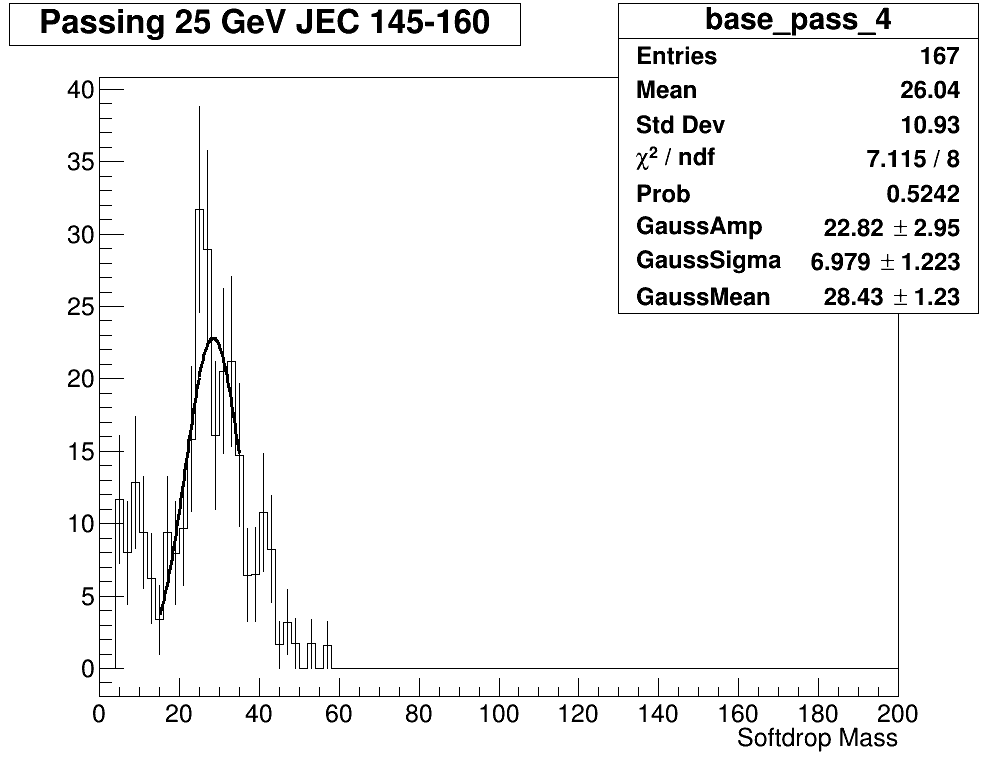 Passing 25 GeV JEC 145-160
base_pass_4
Entries 167
Mean 26.04
Std Dev 10.93
χ² / ndf 7.115 / 8
Prob 0.5242
GaussAmp 22.82 ± 2.95
GaussSigma 6.979 ± 1.223
GaussMean 28.43 ± 1.23
40
35
30
25
20
15
10
5
0
0 20 40 60 80 100 120 140 160 180 200
Softdrop Mass